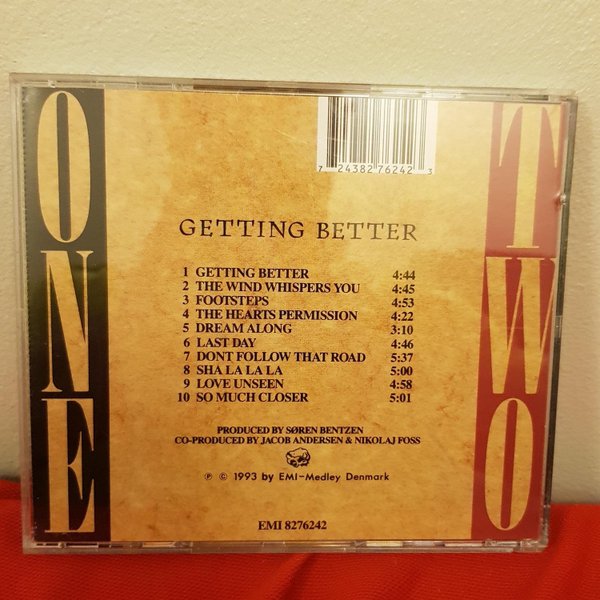 ONE
TWO
7 24382 76242 3
GETTING BETTER
1 GETTING BETTER 4:44
2 THE WIND WHISPERS YOU 4:45
3 FOOTSTEPS 4:53
4 THE HEARTS PERMISSION 4:22
5 DREAM ALONG 3:10
6 LAST DAY 4:46
7 DONT FOLLOW THAT ROAD 5:37
8 SHA LA LA LA 5:00
9 LOVE UNSEEN 4:58
10 SO MUCH CLOSER 5:01
PRODUCED BY SØREN BENTZEN
CO-PRODUCED BY JACOB ANDERSEN & NIKOLAJ FOSS
℗ © 1993 by EMI-Medley Denmark
EMI 8276242